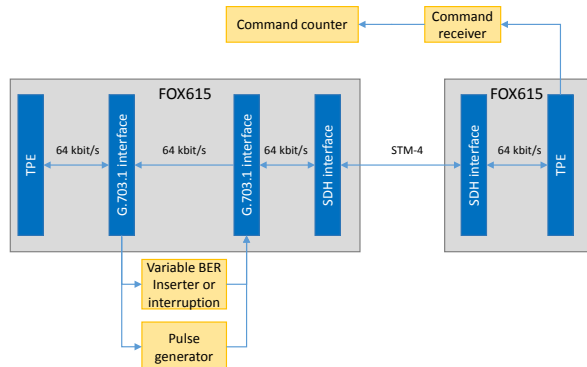 Command counter
Command
receiver
FOX615
FOX615
TPE
64 kbit/s
G.703.1 interface
64 kbit/s
G.703.1 interface
64 kbit/s
SDH interface
STM-4
SDH interface
64 kbit/s
TPE
Variable BER
Inserter or
interruption
Pulse
generator